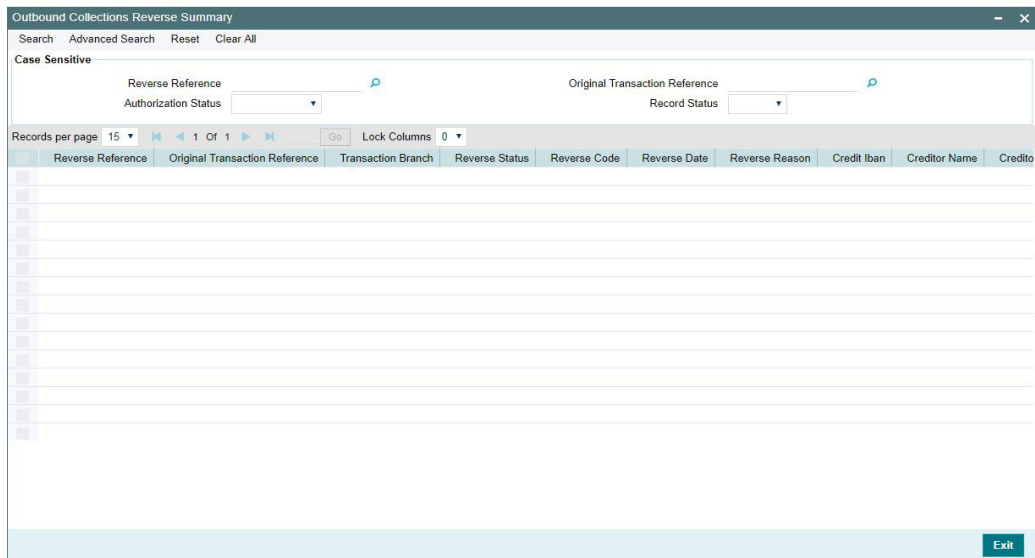 Outbound Collections Reverse Summary
Search Advanced Search Reset Clear All
Case Sensitive
Reverse Reference Original Transaction Reference
Authorization Status Record Status
Records per page 15 1 Of 1 Go Lock Columns 0
Reverse Reference Original Transaction Reference Transaction Branch Reverse Status Reverse Code Reverse Date Reverse Reason Credit Iban Creditor Name Credito
Exit